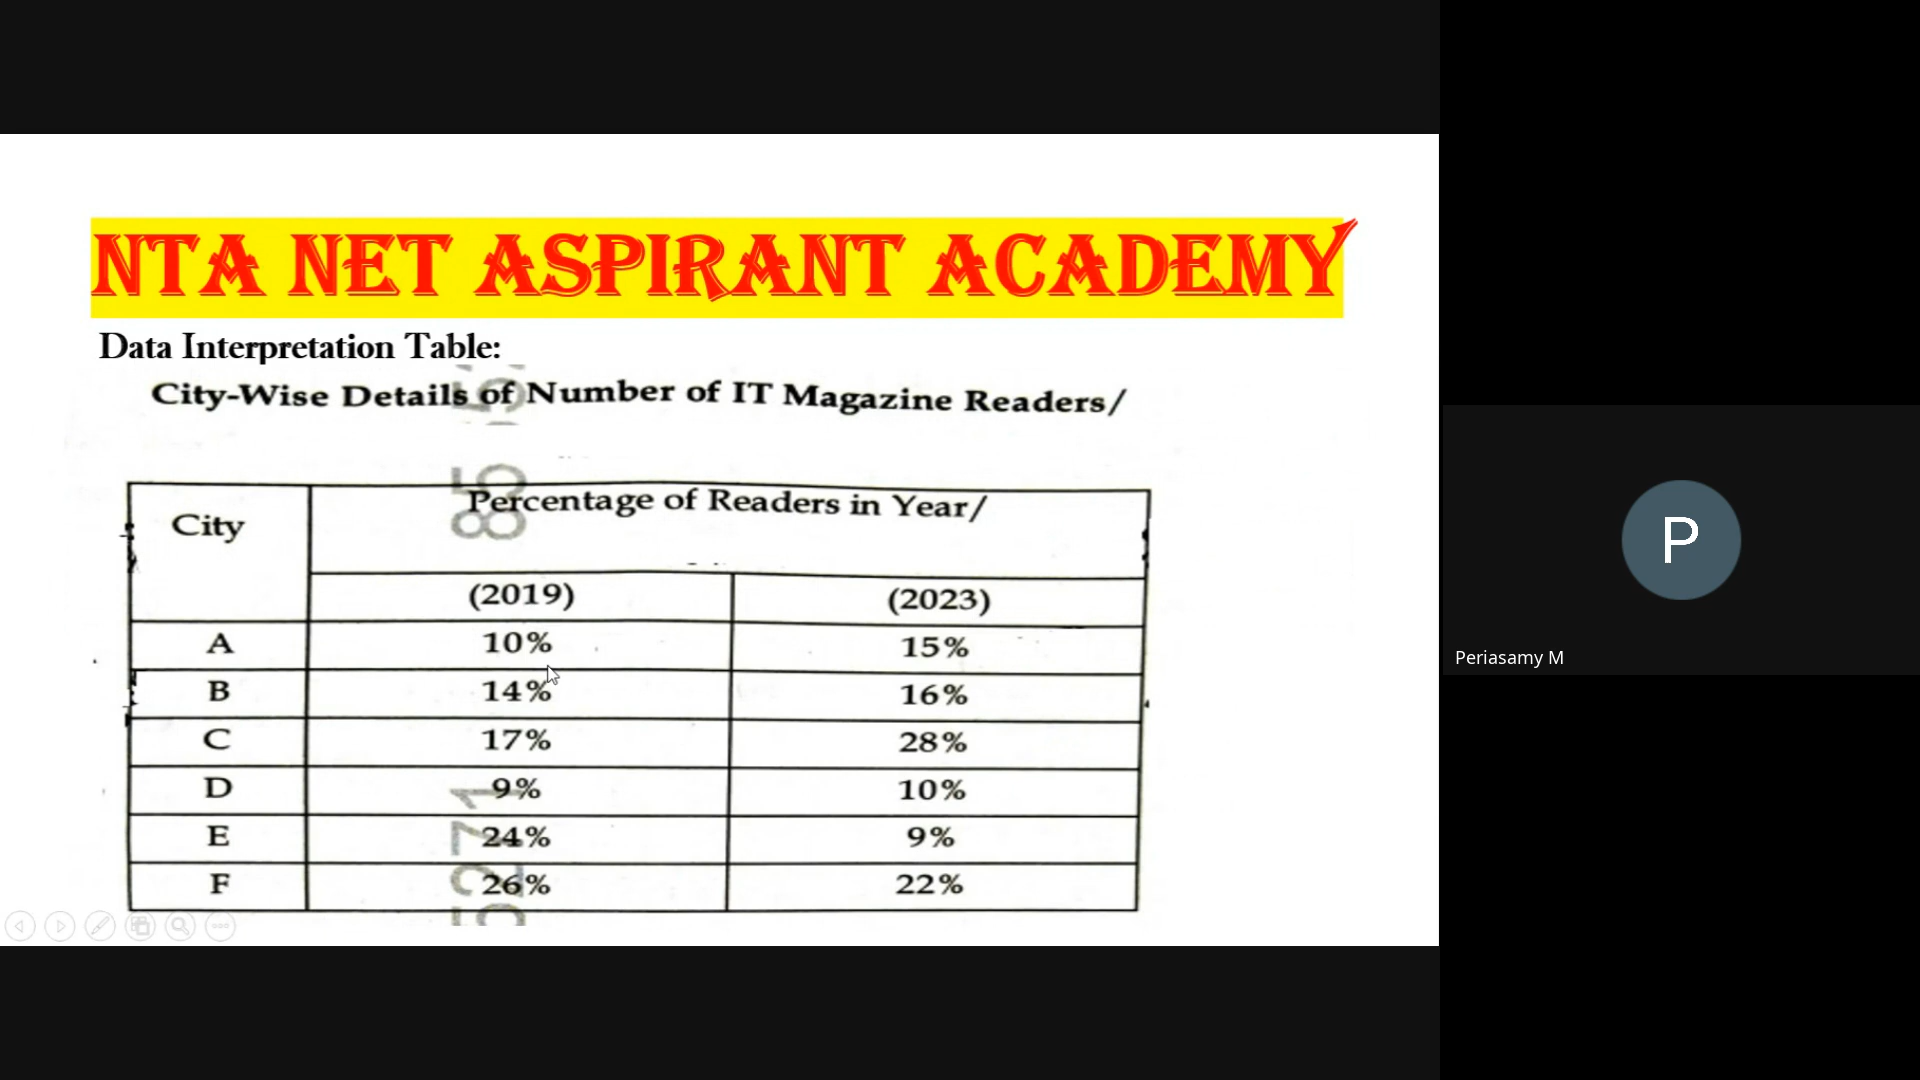 NTA NET ASPIRANT ACADEMY
Data Interpretation Table:
City-Wise Details of Number of IT Magazine Readers/
City
Percentage of Readers in Year/
(2019) (2023)
A 10% 15%
B 14% 16%
C 17% 28%
D 9% 10%
E 24% 9%
F 26% 22%
P
Periasamy M